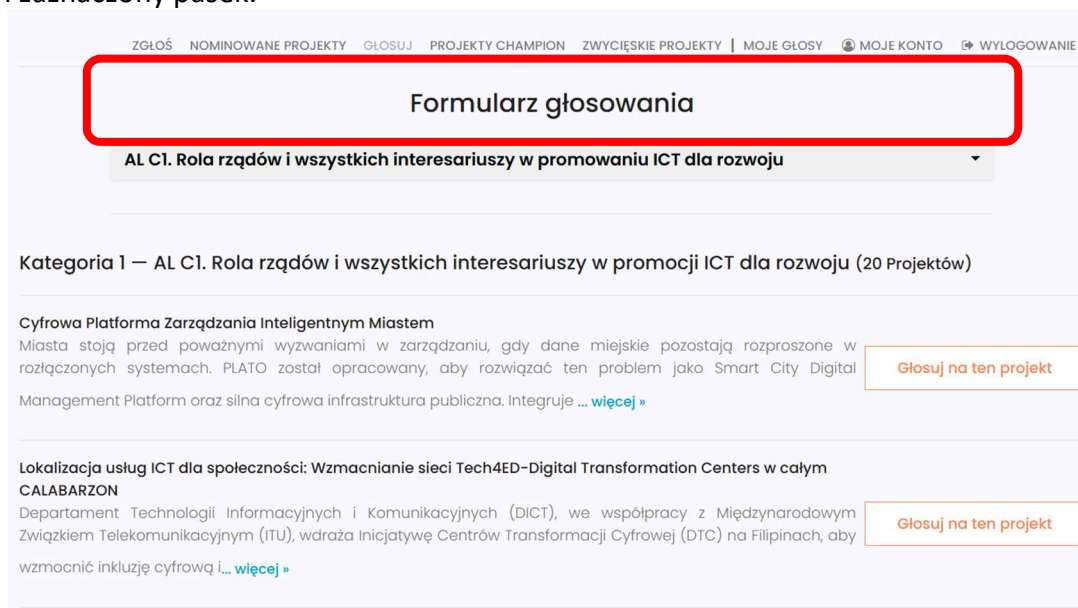 i zaznaczony pasek.
ZGŁOŚ NOMINOWANE PROJEKTY GŁOSUJ PROJEKTY CHAMPION ZWYCIĘSKIE PROJEKTY | MOJE GŁOSY MOJE KONTO WYLOGOWANIE
Formularz głosowania
AL C1. Rola rządów i wszystkich interesariuszy w promowaniu ICT dla rozwoju
Kategoria 1 — AL C1. Rola rządów i wszystkich interesariuszy w promocji ICT dla rozwoju (20 Projektów)
Cyfrowa Platforma Zarządzania Inteligentnym Miastem
Miasta stoją przed poważnymi wyzwaniami w zarządzaniu, gdy dane miejskie pozostają rozproszone w
rozłączonych systemach. PLATO został opracowany, aby rozwiązać ten problem jako Smart City Digital
Management Platform oraz silna cyfrowa infrastruktura publiczna. Integruje ... więcej »
Głosuj na ten projekt
Lokalizacja usług ICT dla społeczności: Wzmacnianie sieci Tech4ED-Digital Transformation Centers w całym
CALABARZON
Departament Technologii Informacyjnych i Komunikacyjnych (DICT), we współpracy z Międzynarodowym
Związkiem Telekomunikacyjnym (ITU), wdraża Inicjatywę Centrów Transformacji Cyfrowej (DTC) na Filipinach, aby
wzmocnić inkluzję cyfrową i... więcej »
Głosuj na ten projekt